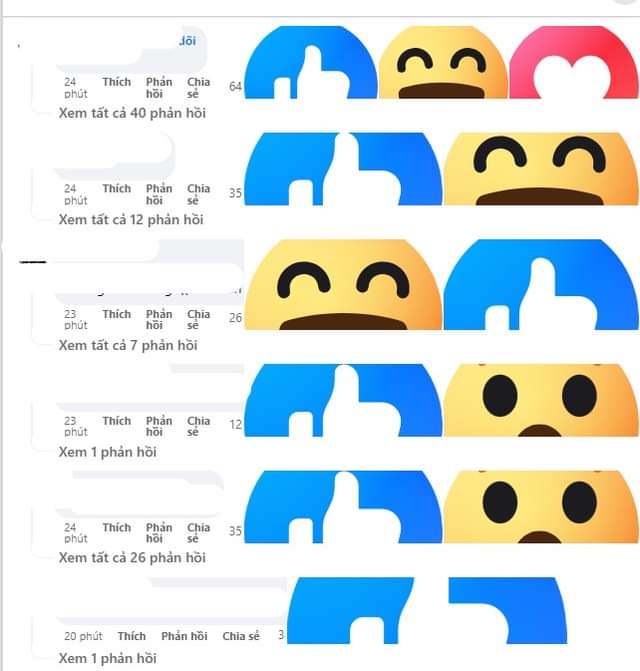 dõi
24 phút Thích Phản hồi Chia sẻ 64
Xem tất cả 40 phản hồi
24 phút Thích Phản hồi Chia sẻ 35
Xem tất cả 12 phản hồi
23 phút Thích Phản hồi Chia sẻ 26
Xem tất cả 7 phản hồi
23 phút Thích Phản hồi Chia sẻ 12
Xem 1 phản hồi
24 phút Thích Phản hồi Chia sẻ 35
Xem tất cả 26 phản hồi
20 phút Thích Phản hồi Chia sẻ 3
Xem 1 phản hồi